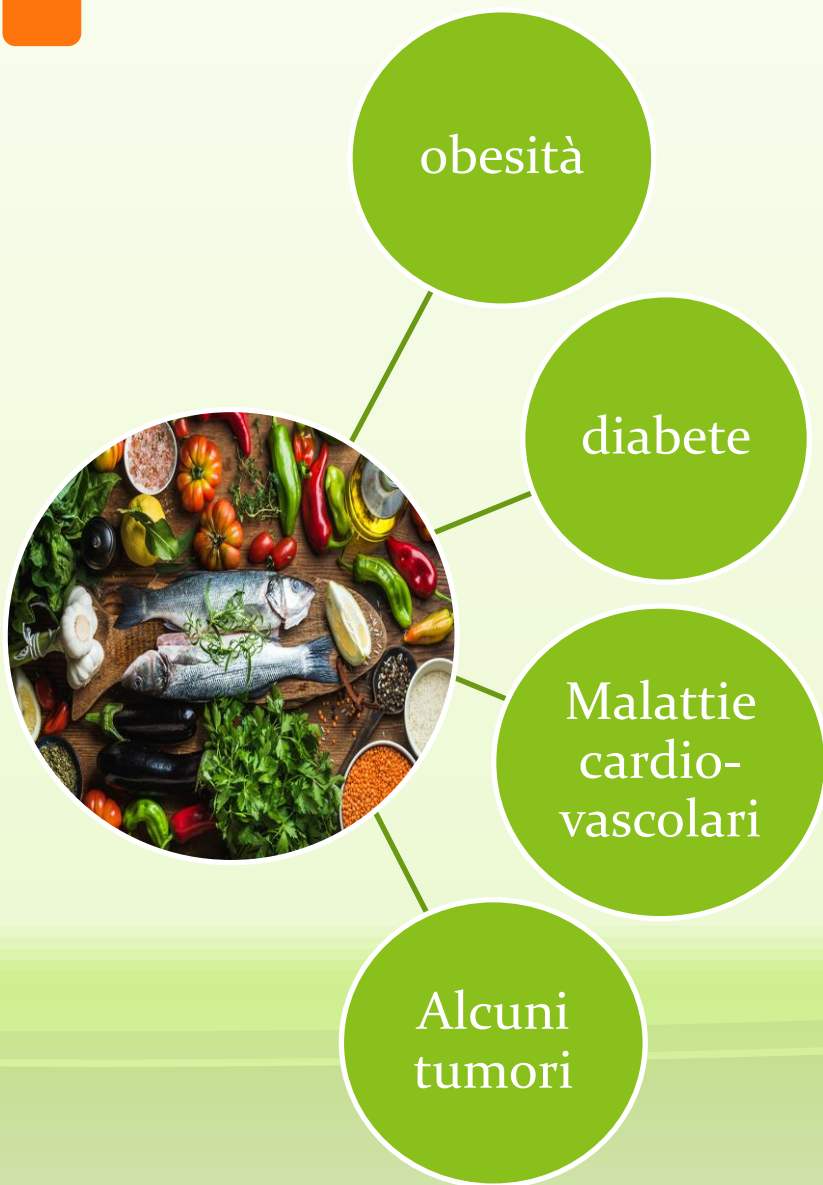 obesità
diabete
Malattie
cardio-
vascolari
Alcuni
tumori